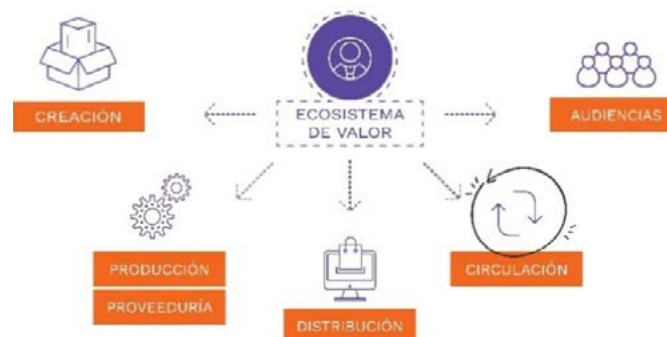 ECOSISTEMA
DE VALOR
CREACIÓN
AUDIENCIAS
PRODUCCIÓN
PROVEEDURÍA
DISTRIBUCIÓN
CIRCULACIÓN